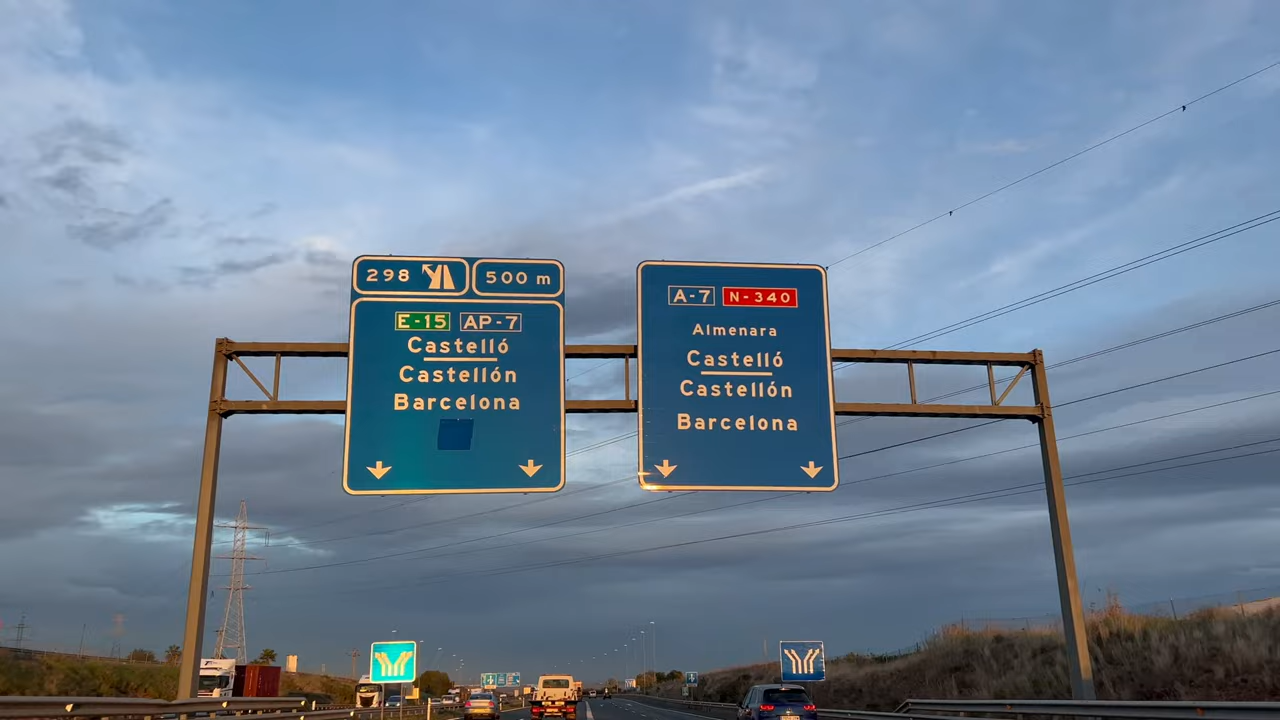 298 500 m
E-15 AP-7
Castelló
Castellón
Barcelona
A-7 N-340
Almenara
Castelló
Castellón
Barcelona